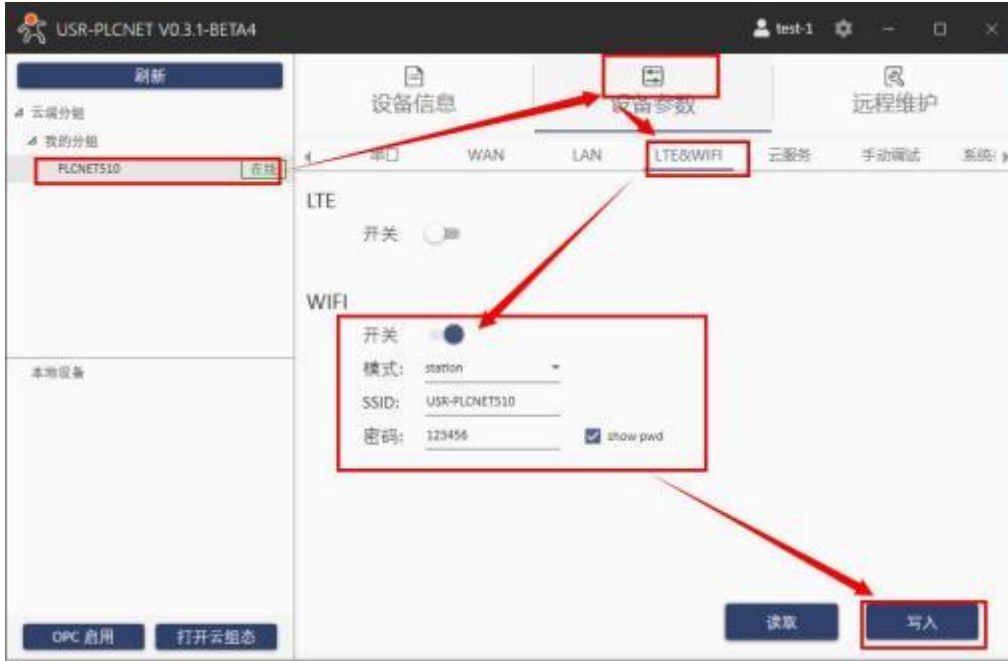 USR-PLCNET V0.3.1-BETA4
test-1
刷新
云端分组
我的分组
PLCNET510 在线
本地设备
OPC 启用 打开云组态
设备信息 设备参数 远程维护
串口 WAN LAN LTE&WIFI 云服务 手动调试
LTE
开关
WIFI
开关
模式: station
SSID: USR-PLCNET510
密码: 123456 show pwd
读取 写入